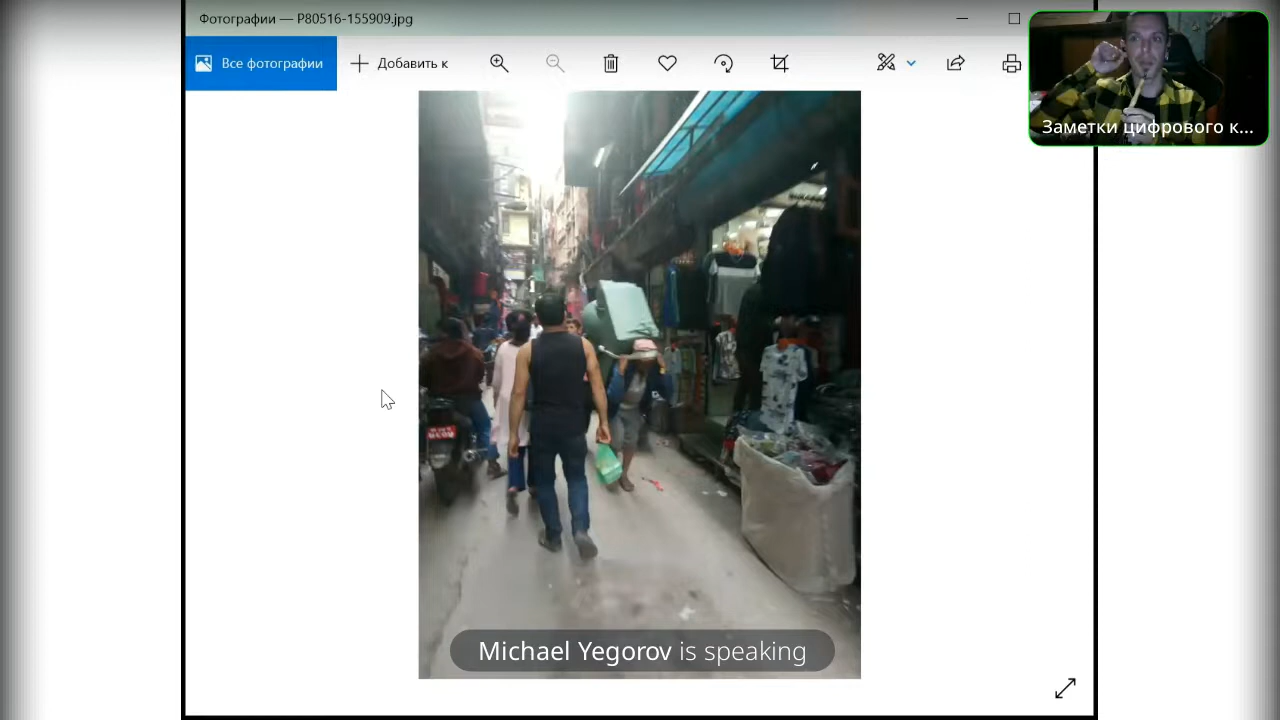 Фотографии — P80516-155909.jpg
Все фотографии
Добавить к
Заметки цифрового к...
Michael Yegorov is speaking